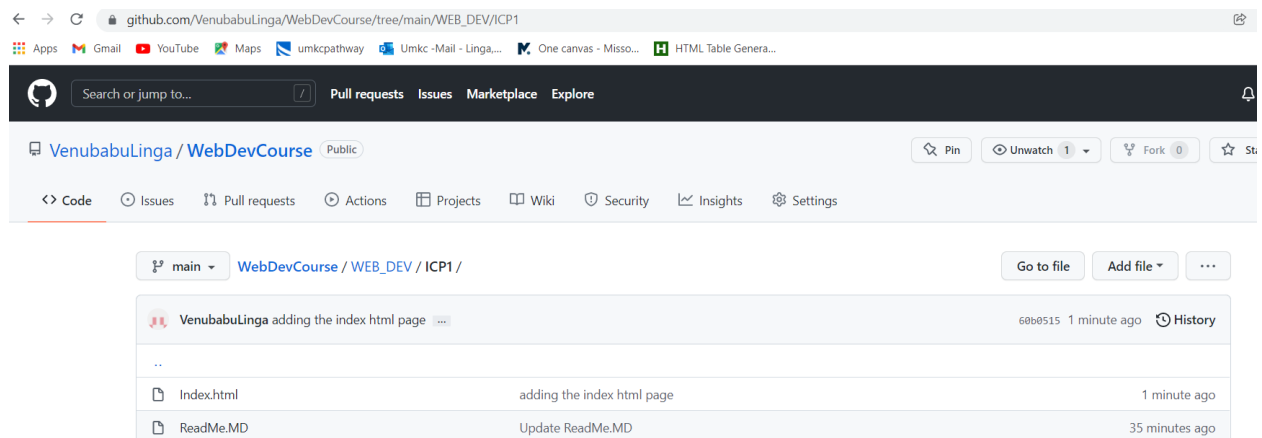 github.com/VenubabuLinga/WebDevCourse/tree/main/WEB_DEV/ICP1
Apps Gmail YouTube Maps umkcpathway Umkc -Mail - Linga,... One canvas - Misso... HTML Table Genera...
Search or jump to... / Pull requests Issues Marketplace Explore
VenubabuLinga / WebDevCourse Public Pin Unwatch 1 Fork 0 Sta
<> Code Issues Pull requests Actions Projects Wiki Security Insights Settings
main WebDevCourse / WEB_DEV / ICP1 / Go to file Add file ...
VenubabuLinga adding the index html page ... 60b0515 1 minute ago History
..
Index.html adding the index html page 1 minute ago
ReadMe.MD Update ReadMe.MD 35 minutes ago